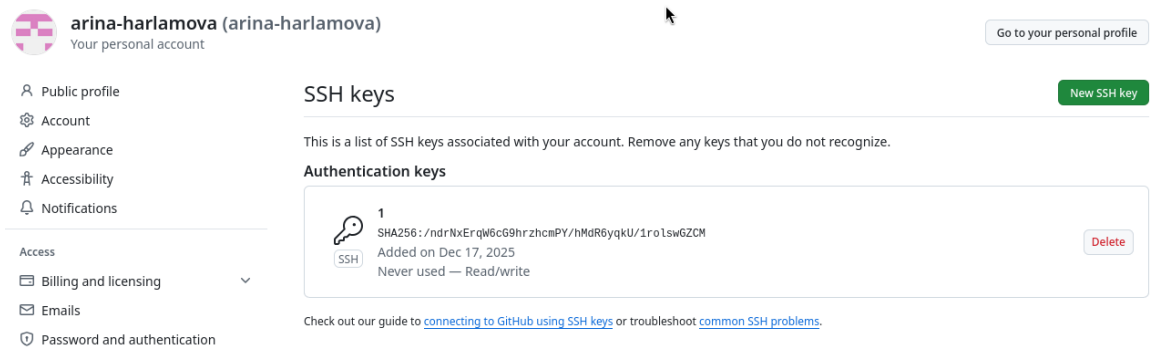 arina-harlamova (arina-harlamova)
Your personal account
Go to your personal profile
Public profile
Account
Appearance
Accessibility
Notifications
Access
Billing and licensing
Emails
Password and authentication
SSH keys
New SSH key
This is a list of SSH keys associated with your account. Remove any keys that you do not recognize.
Authentication keys
1
SHA256:/ndrNxErqW6cG9hrzhcmPY/hMdR6yqkU/1rolswGZCM
SSH
Added on Dec 17, 2025
Never used — Read/write
Delete
Check out our guide to connecting to GitHub using SSH keys or troubleshoot common SSH problems.